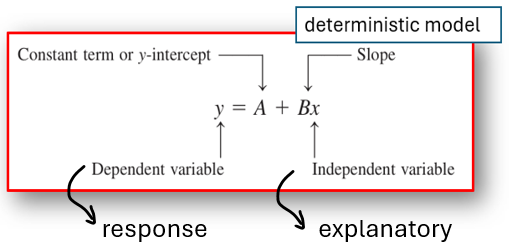 deterministic model
Constant term or y-intercept
Slope
y = A + Bx
Dependent variable
Independent variable
response
explanatory